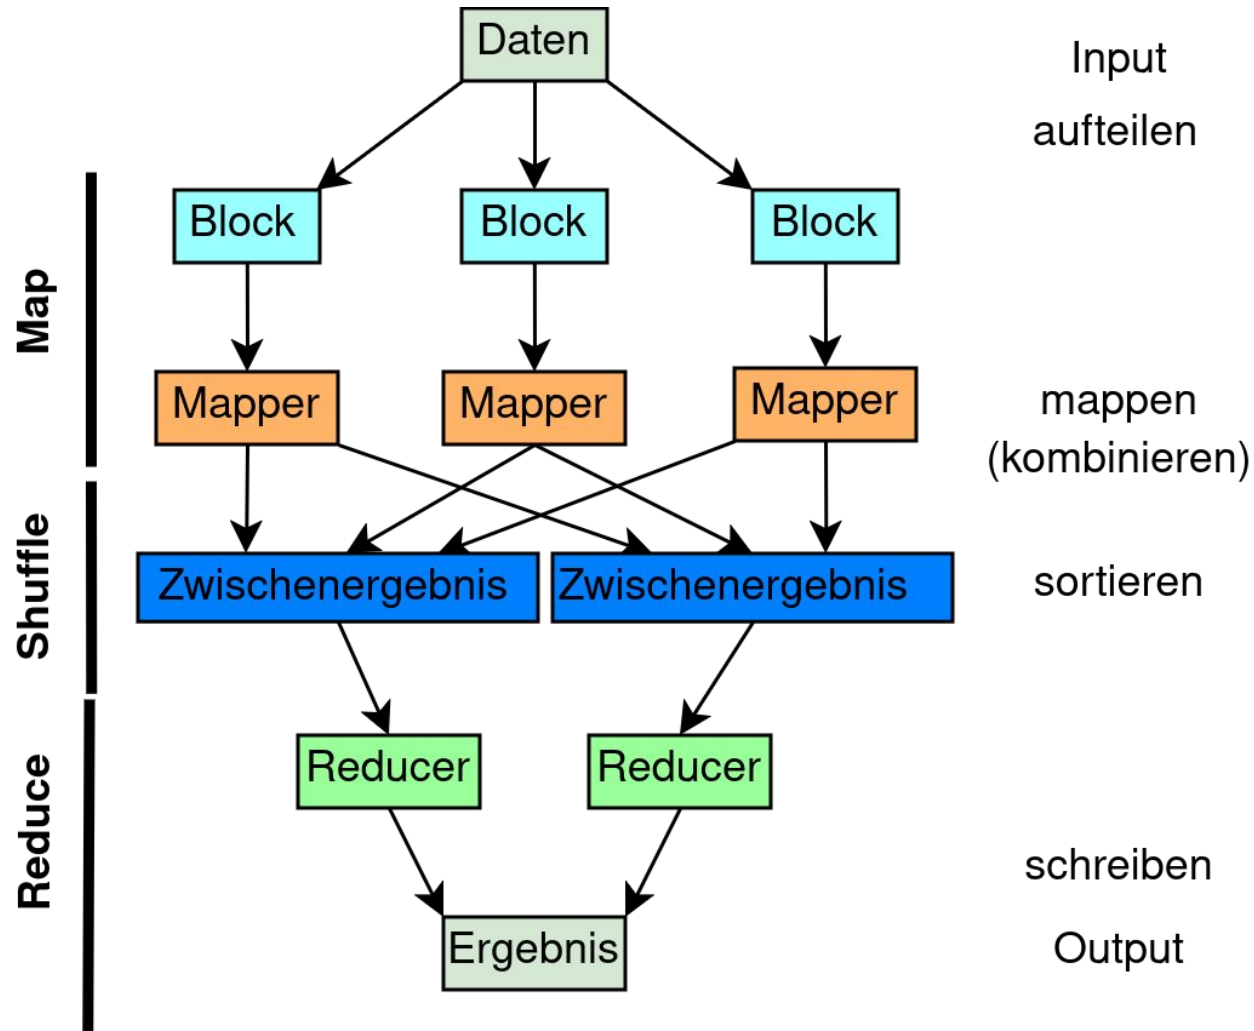 Daten
Input
aufteilen
Block
Block
Block
Map
Mapper
Mapper
Mapper
mappen
(kombinieren)
Shuffle
Zwischenergebnis
Zwischenergebnis
sortieren
Reduce
Reducer
Reducer
schreiben
Ergebnis
Output